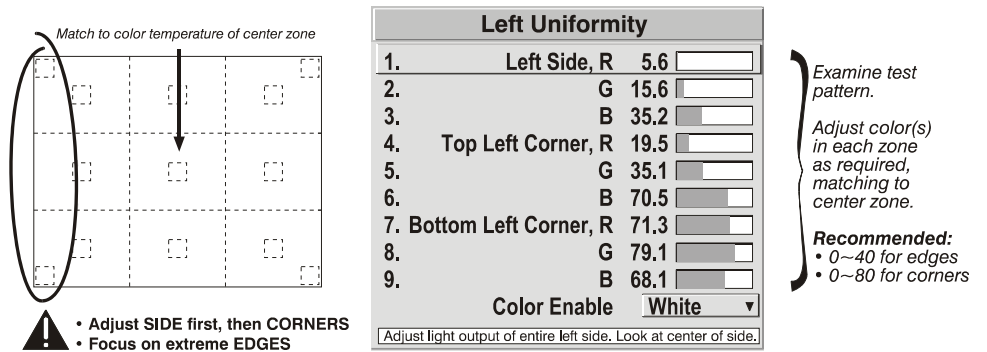 Match to color temperature of center zone
• Adjust SIDE first, then CORNERS
• Focus on extreme EDGES
Left Uniformity
1. Left Side, R 5.6
2. G 15.6
3. B 35.2
4. Top Left Corner, R 19.5
5. G 35.1
6. B 70.5
7. Bottom Left Corner, R 71.3
8. G 79.1
9. B 68.1
Color Enable White ▼
Adjust light output of entire left side. Look at center of side.
Examine test
pattern.
Adjust color(s)
in each zone
as required,
matching to
center zone.
Recommended:
• 0~40 for edges
• 0~80 for corners